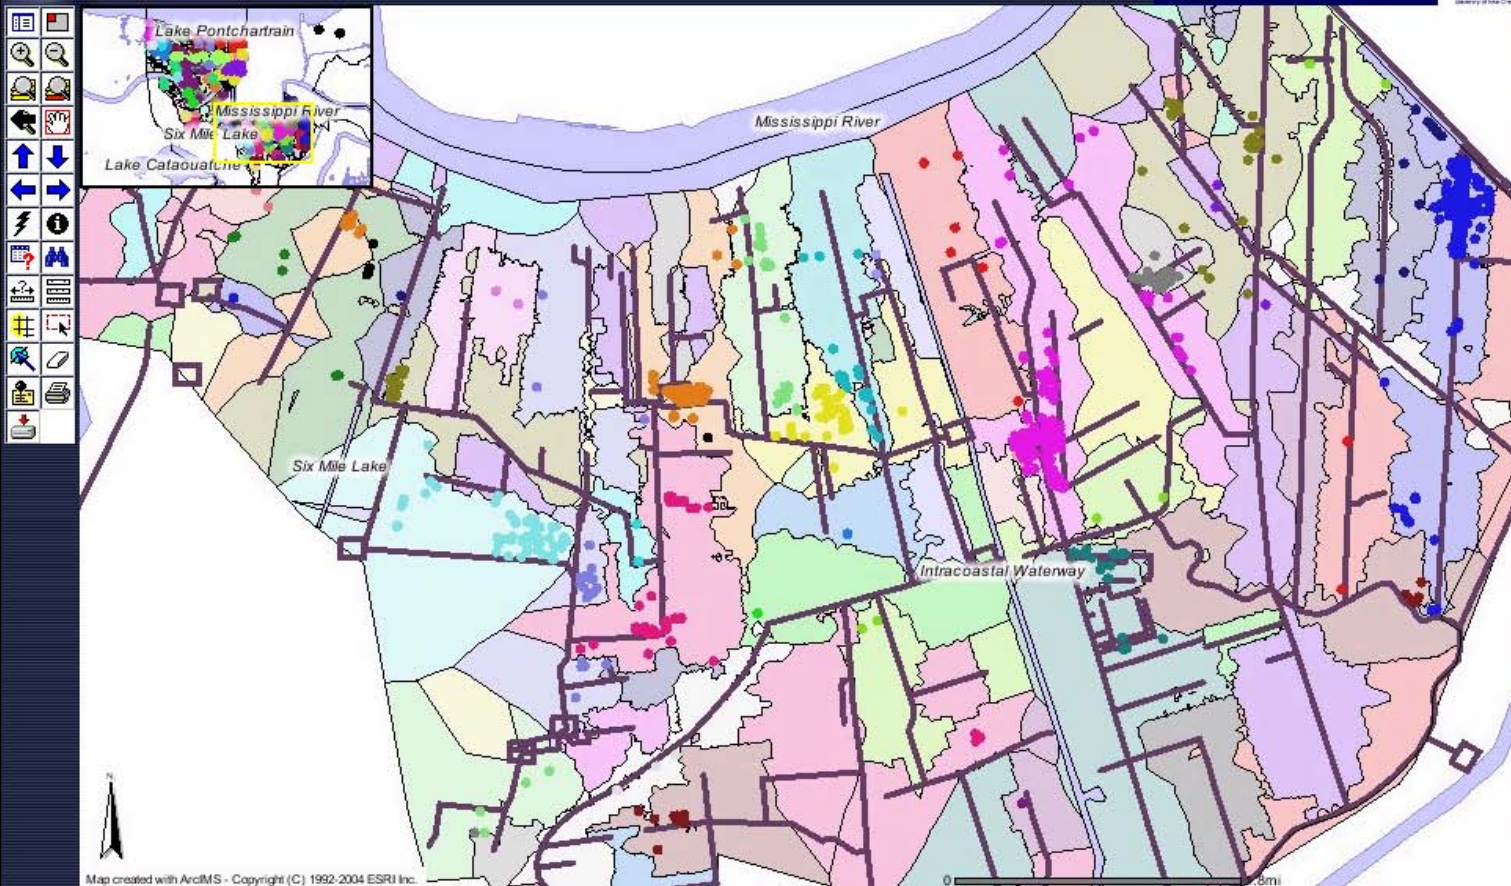 Lake Pontchartrain
Mississippi River
Six Mile Lake
Lake Cataouatche
Mississippi River
Six Mile Lake
Intracoastal Waterway
N
Map created with ArcIMS - Copyright (C) 1992-2004 ESRI Inc.
0 .8mi